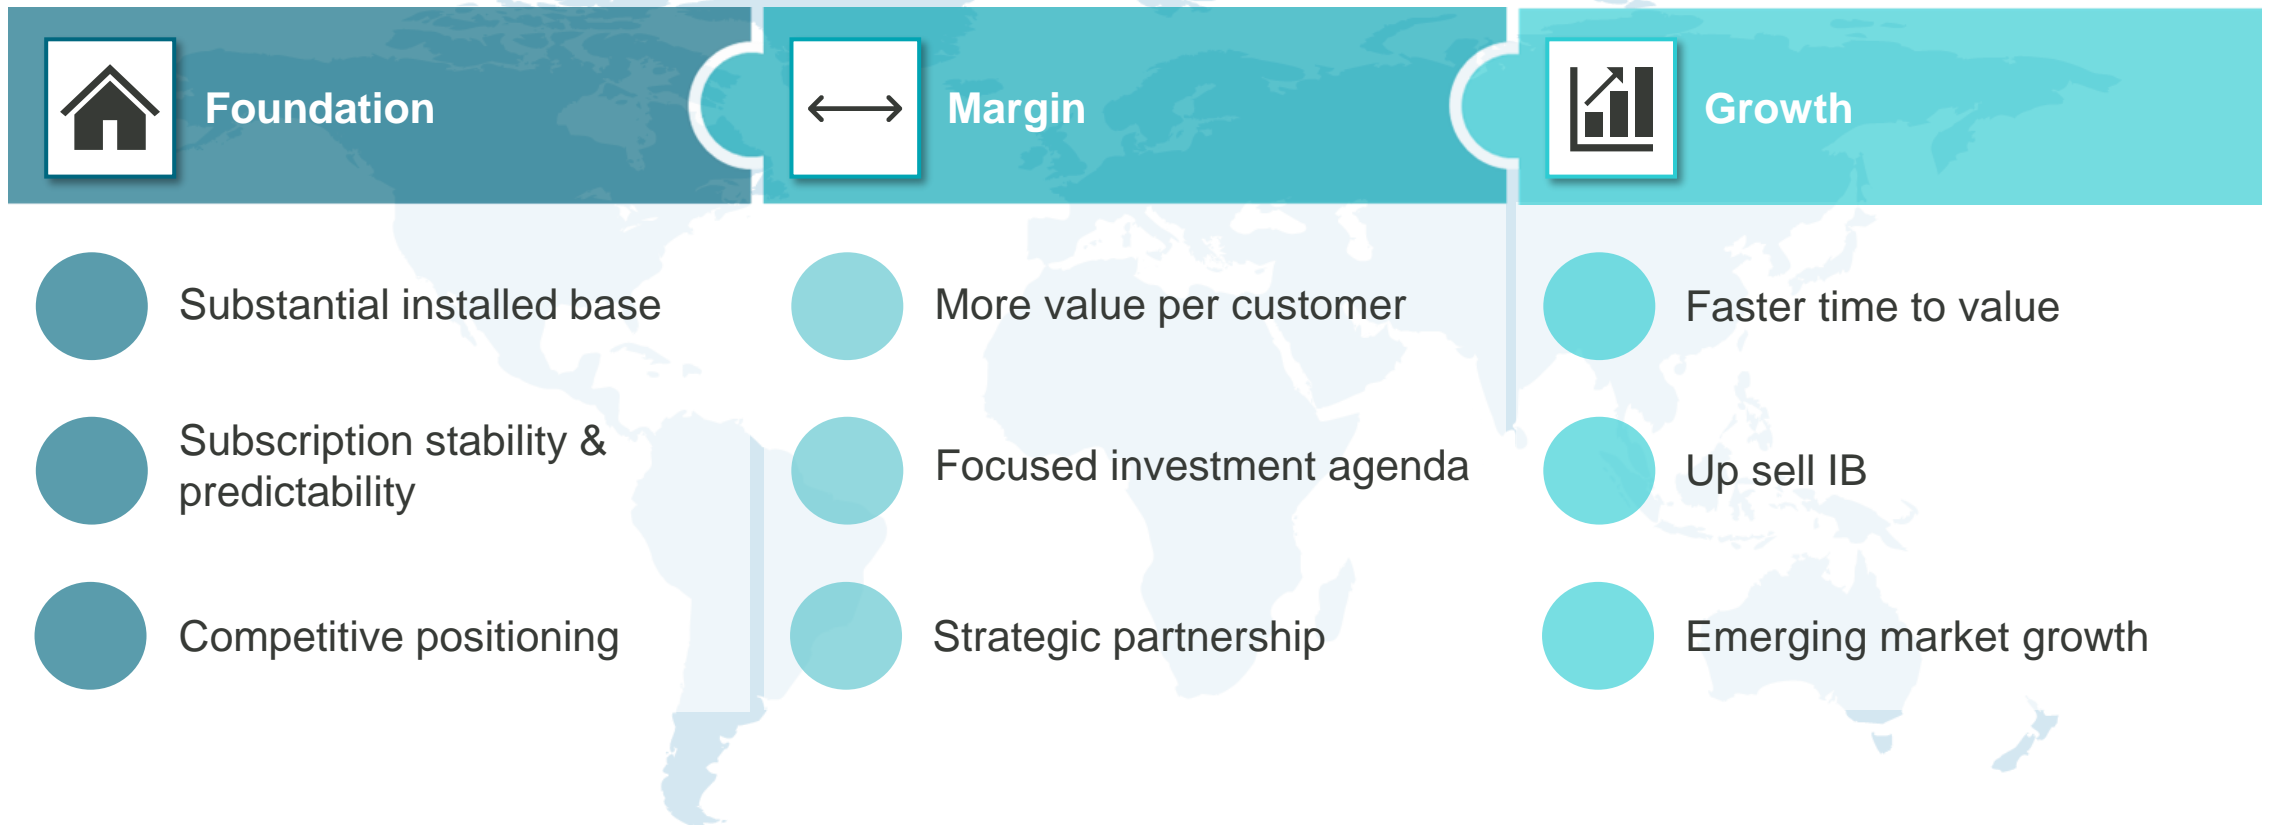 Foundation
Substantial installed base
Subscription stability &
predictability
Competitive positioning
Margin
More value per customer
Focused investment agenda
Strategic partnership
Growth
Faster time to value
Up sell IB
Emerging market growth